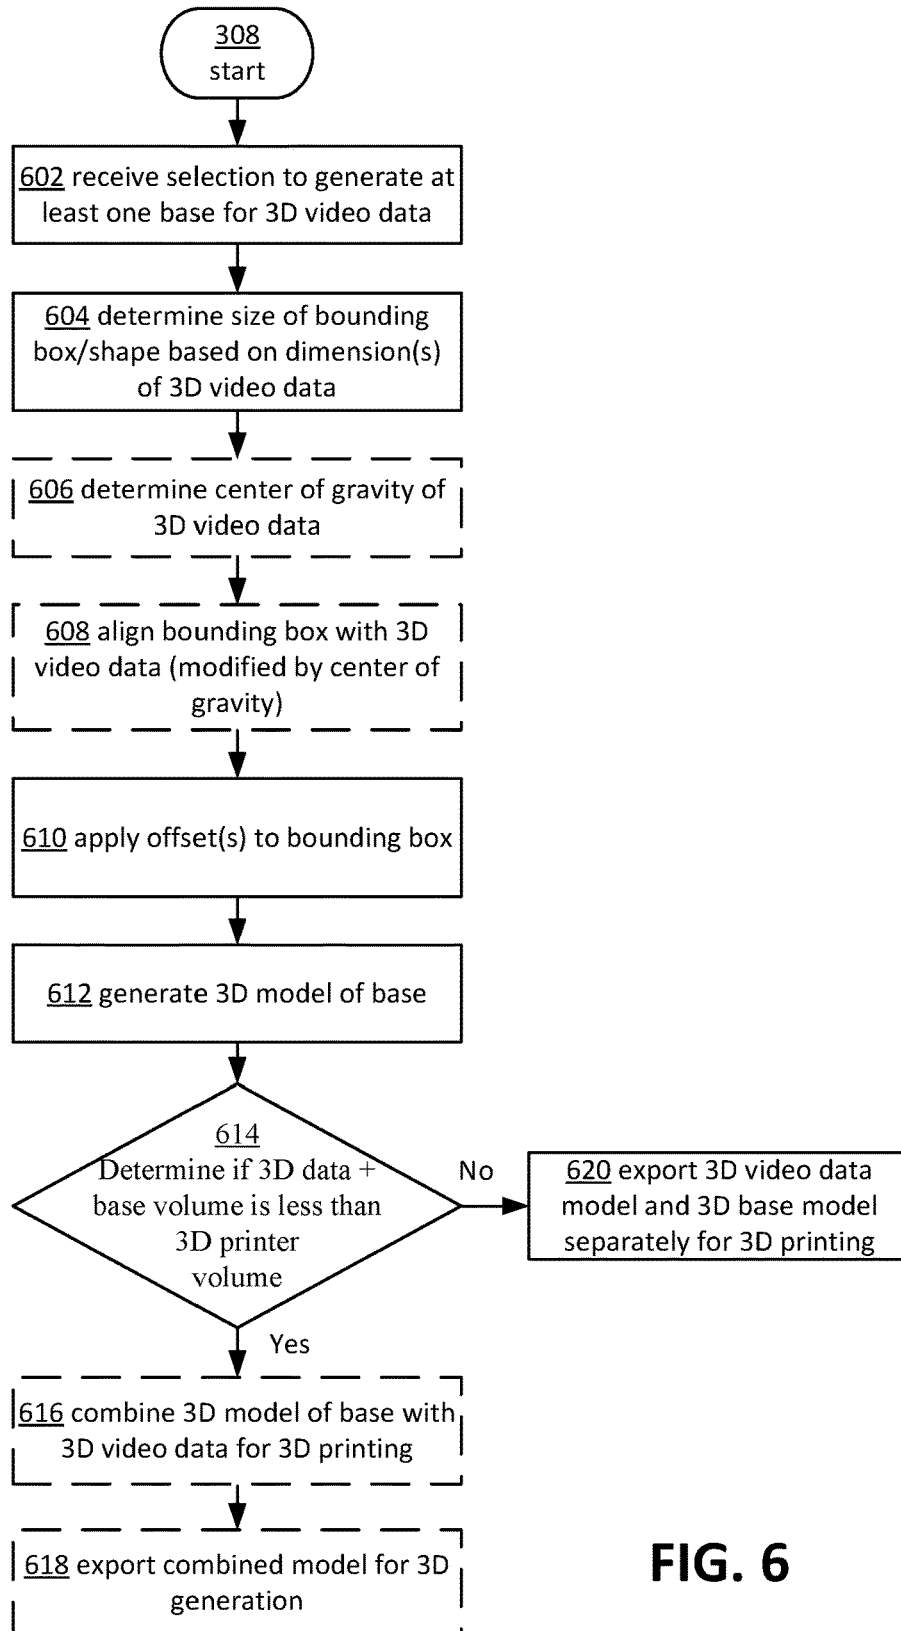 308
start
602 receive selection to generate at
least one base for 3D video data
604 determine size of bounding
box/shape based on dimension(s)
of 3D video data
606 determine center of gravity of
3D video data
608 align bounding box with 3D
video data (modified by center of
gravity)
610 apply offset(s) to bounding box
612 generate 3D model of base
614
Determine if 3D data +
base volume is less than
3D printer
volume
No
620 export 3D video data
model and 3D base model
separately for 3D printing
Yes
616 combine 3D model of base with
3D video data for 3D printing
618 export combined model for 3D
generation
FIG. 6